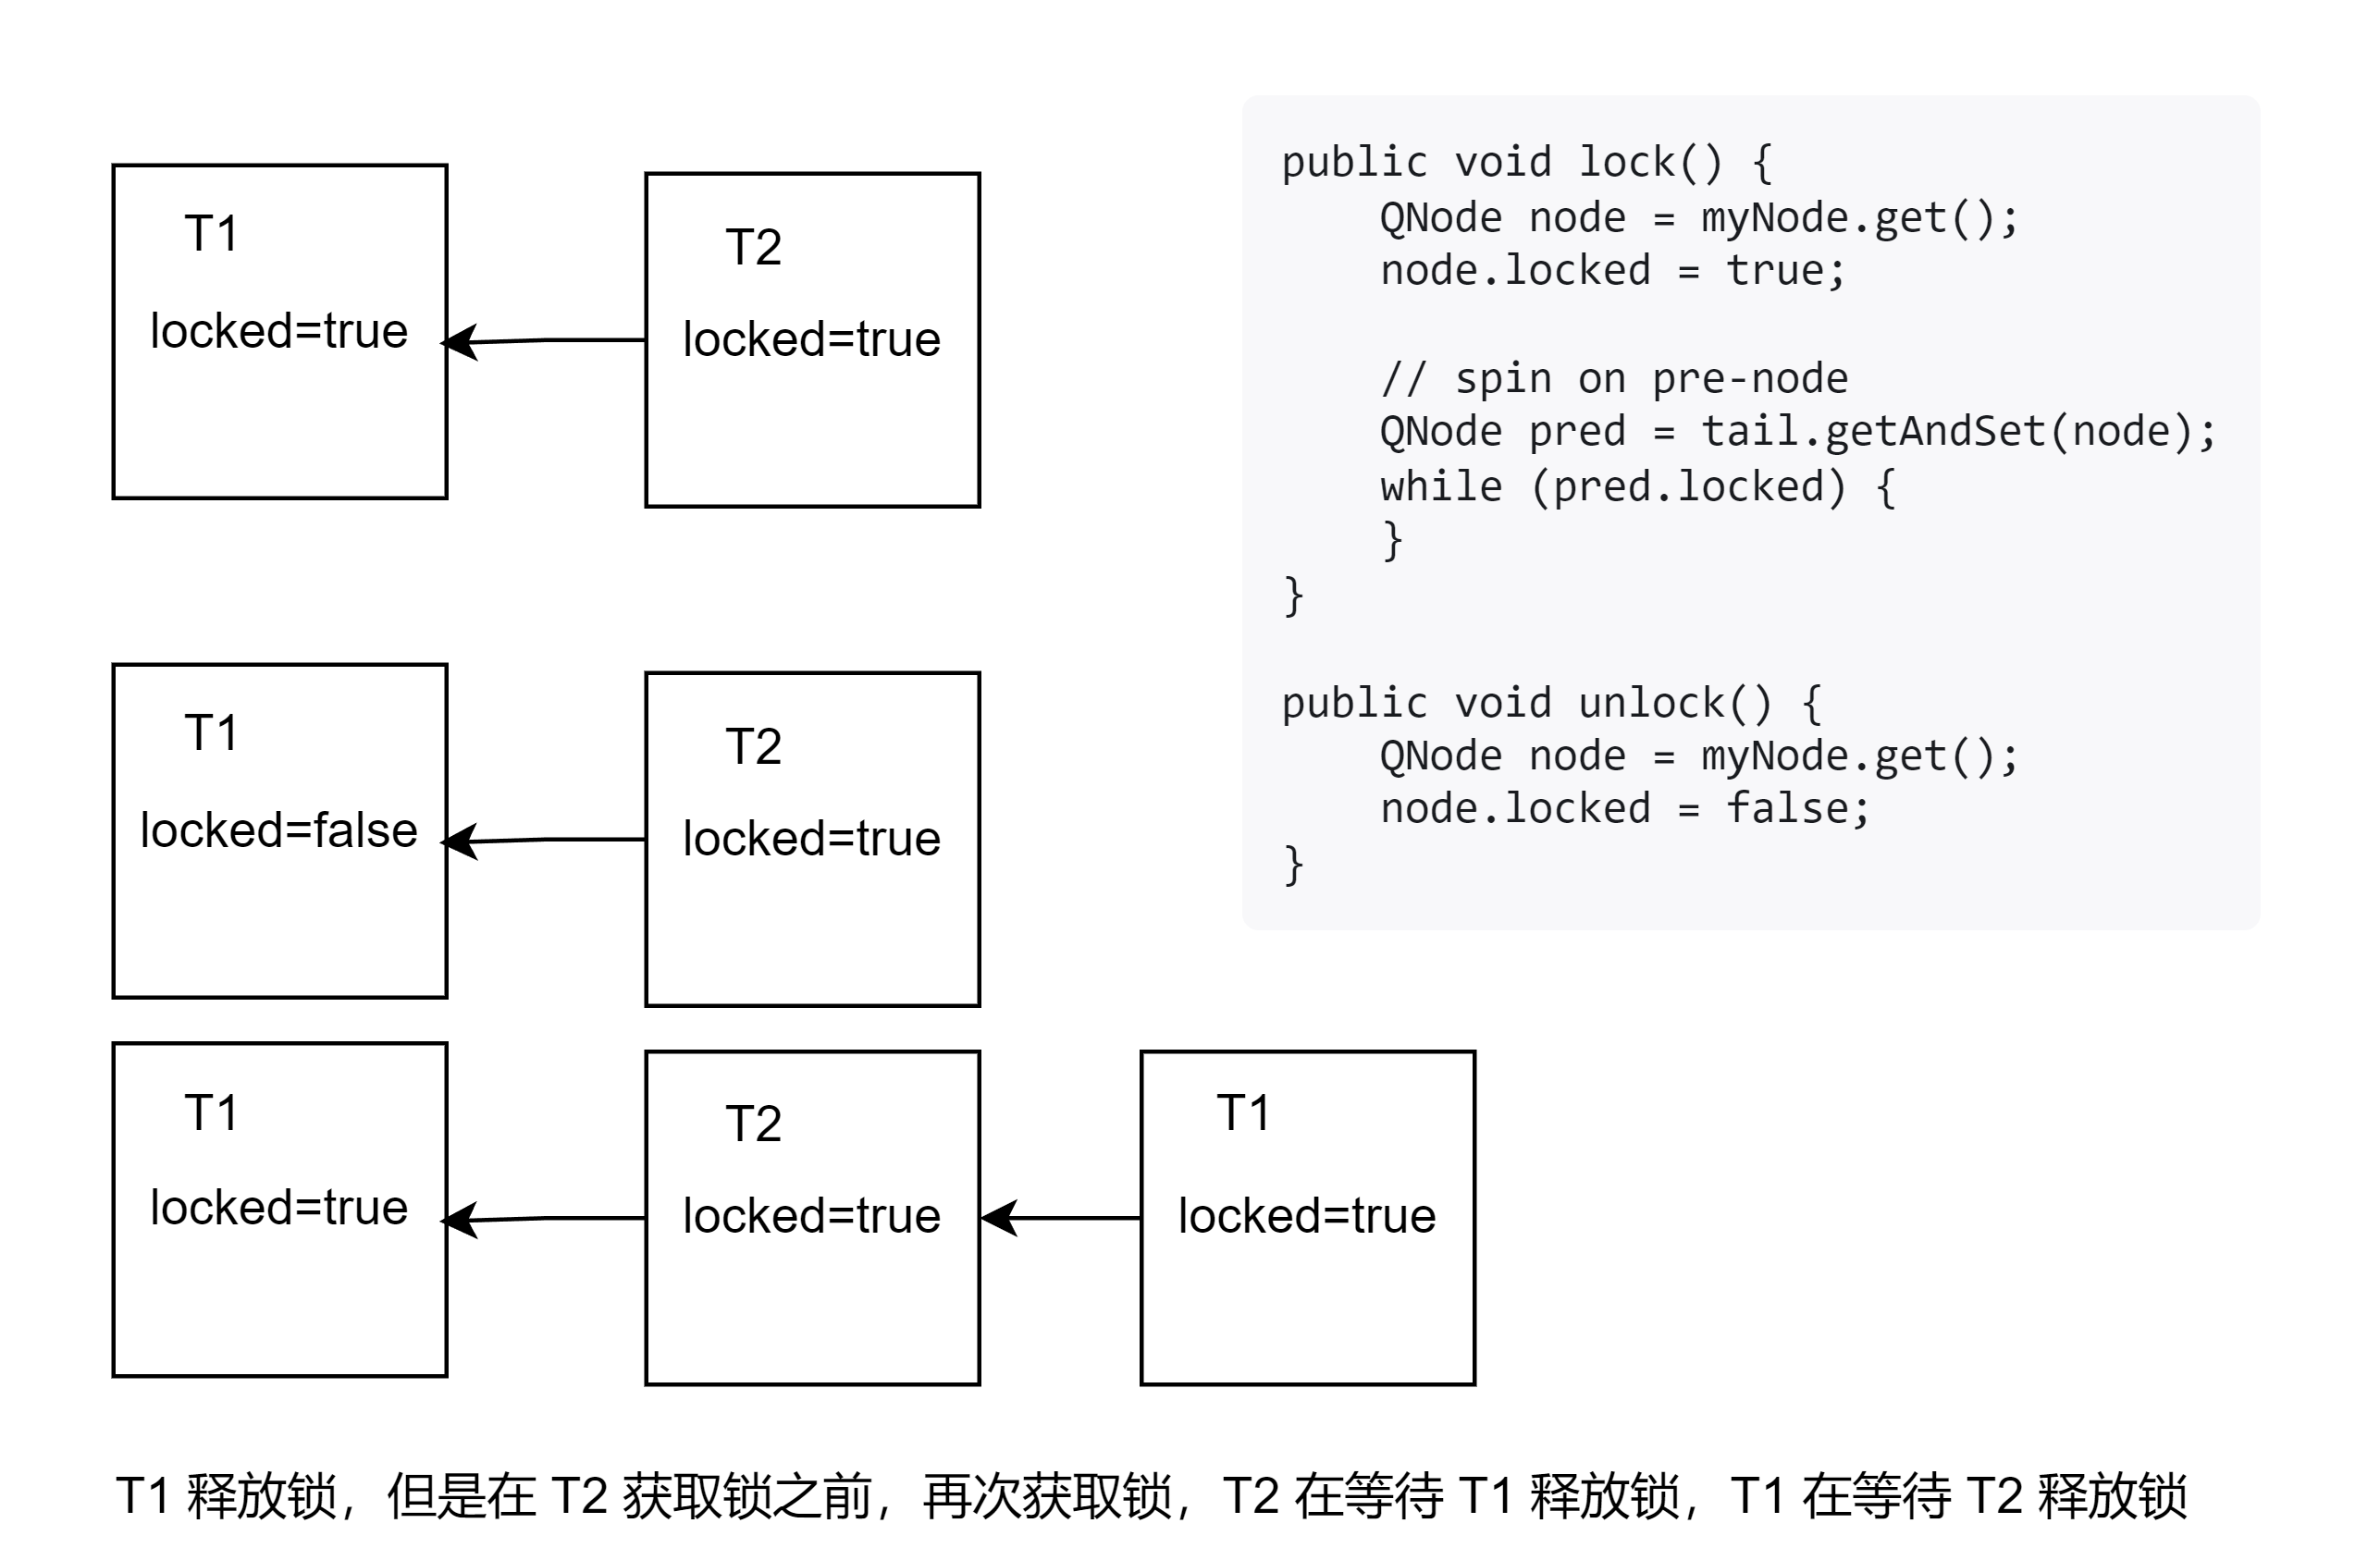 T1
locked=true
T2
locked=true
public void lock() {
    QNode node = myNode.get();
    node.locked = true;

    // spin on pre-node
    QNode pred = tail.getAndSet(node);
    while (pred.locked) {
    }
}

public void unlock() {
    QNode node = myNode.get();
    node.locked = false;
}
T1
locked=false
T2
locked=true
T1
locked=true
T2
locked=true
T1
locked=true
T1 释放锁，但是在 T2 获取锁之前，再次获取锁，T2 在等待 T1 释放锁，T1 在等待 T2 释放锁